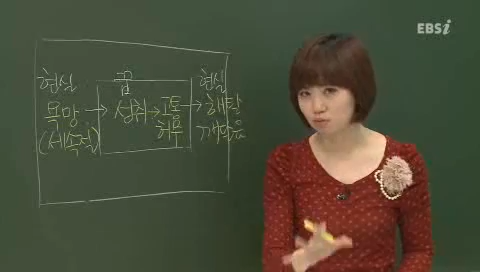 EBSi
현실 꿈 현실
욕망 → 성취 → 고통 → 해탈
(세속적) 허무 깨달음